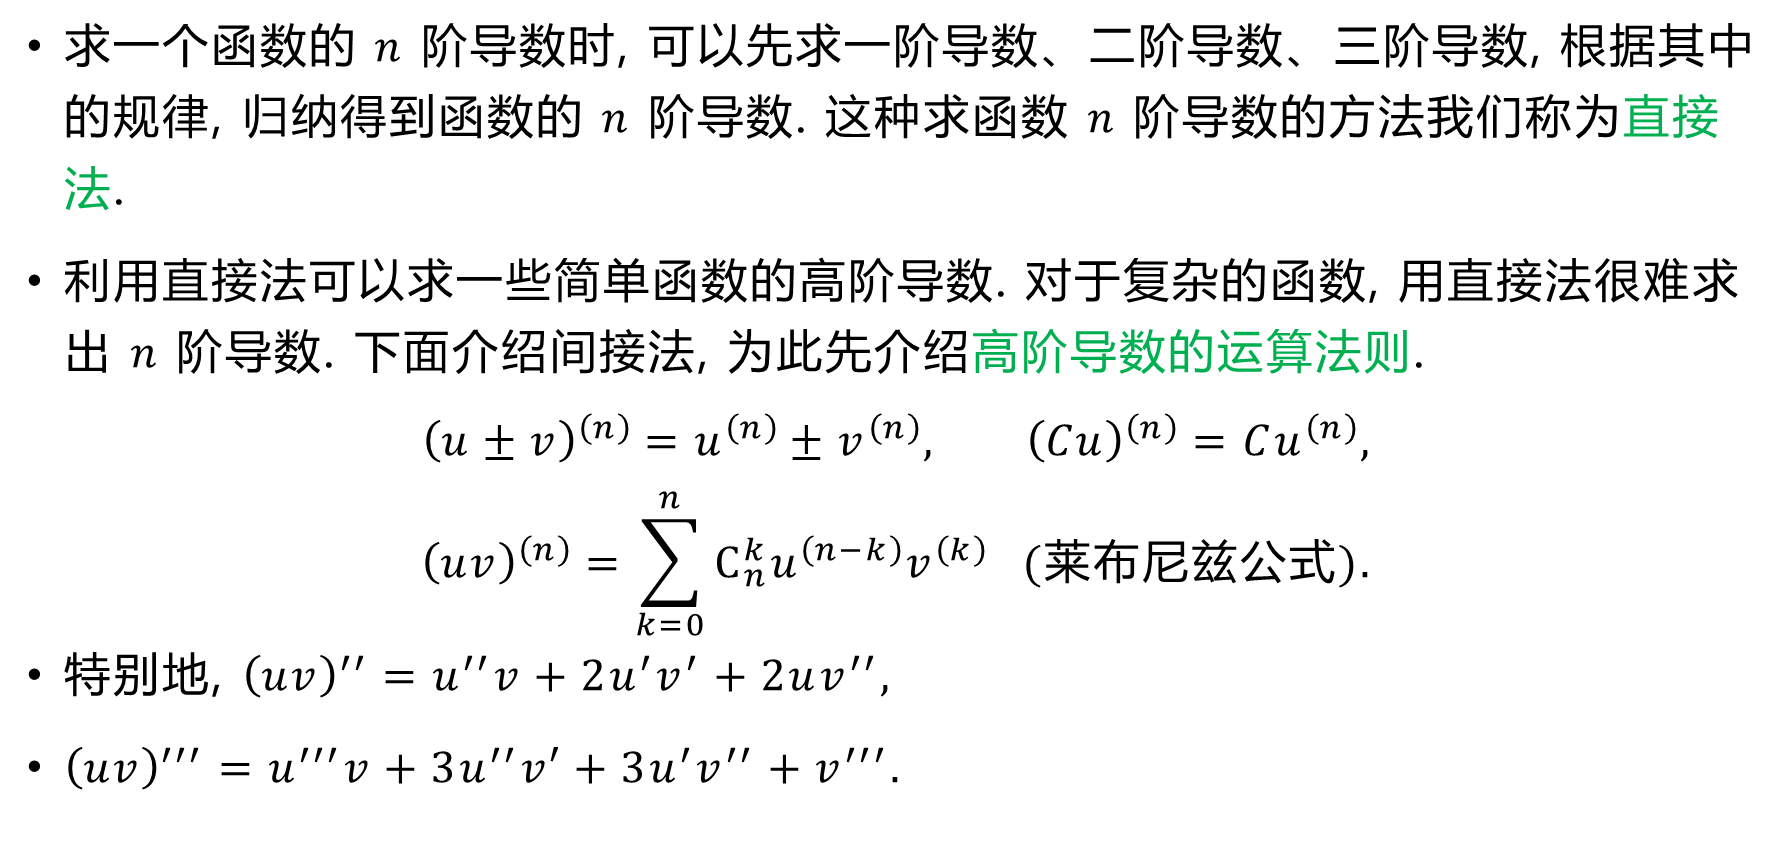 • 求一个函数的 n 阶导数时, 可以先求一阶导数、二阶导数、三阶导数, 根据其中
的规律, 归纳得到函数的 n 阶导数. 这种求函数 n 阶导数的方法我们称为直接
法.
• 利用直接法可以求一些简单函数的高阶导数. 对于复杂的函数, 用直接法很难求
出 n 阶导数. 下面介绍间接法, 为此先介绍高阶导数的运算法则.
(u ± v)^{(n)} = u^{(n)} ± v^{(n)}, (Cu)^{(n)} = Cu^{(n)},
(uv)^{(n)} = \sum_{k=0}^{n} C_n^k u^{(n−k)} v^{(k)} (莱布尼兹公式).
• 特别地, (uv)′′ = u′′v + 2u′v′ + 2uv′′,
• (uv)′′′ = u′′′v + 3u′′v′ + 3u′v′′ + v′′′.